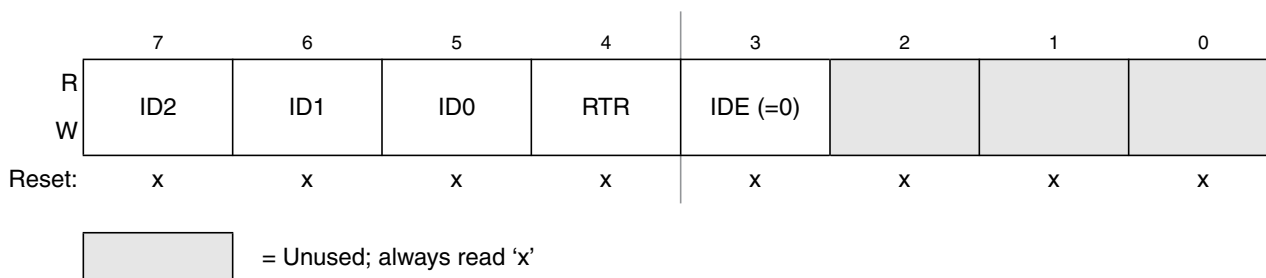 7 6 5 4 3 2 1 0
R
W
ID2 ID1 ID0 RTR IDE (=0)
Reset: x x x x x x x x
= Unused; always read ‘x’